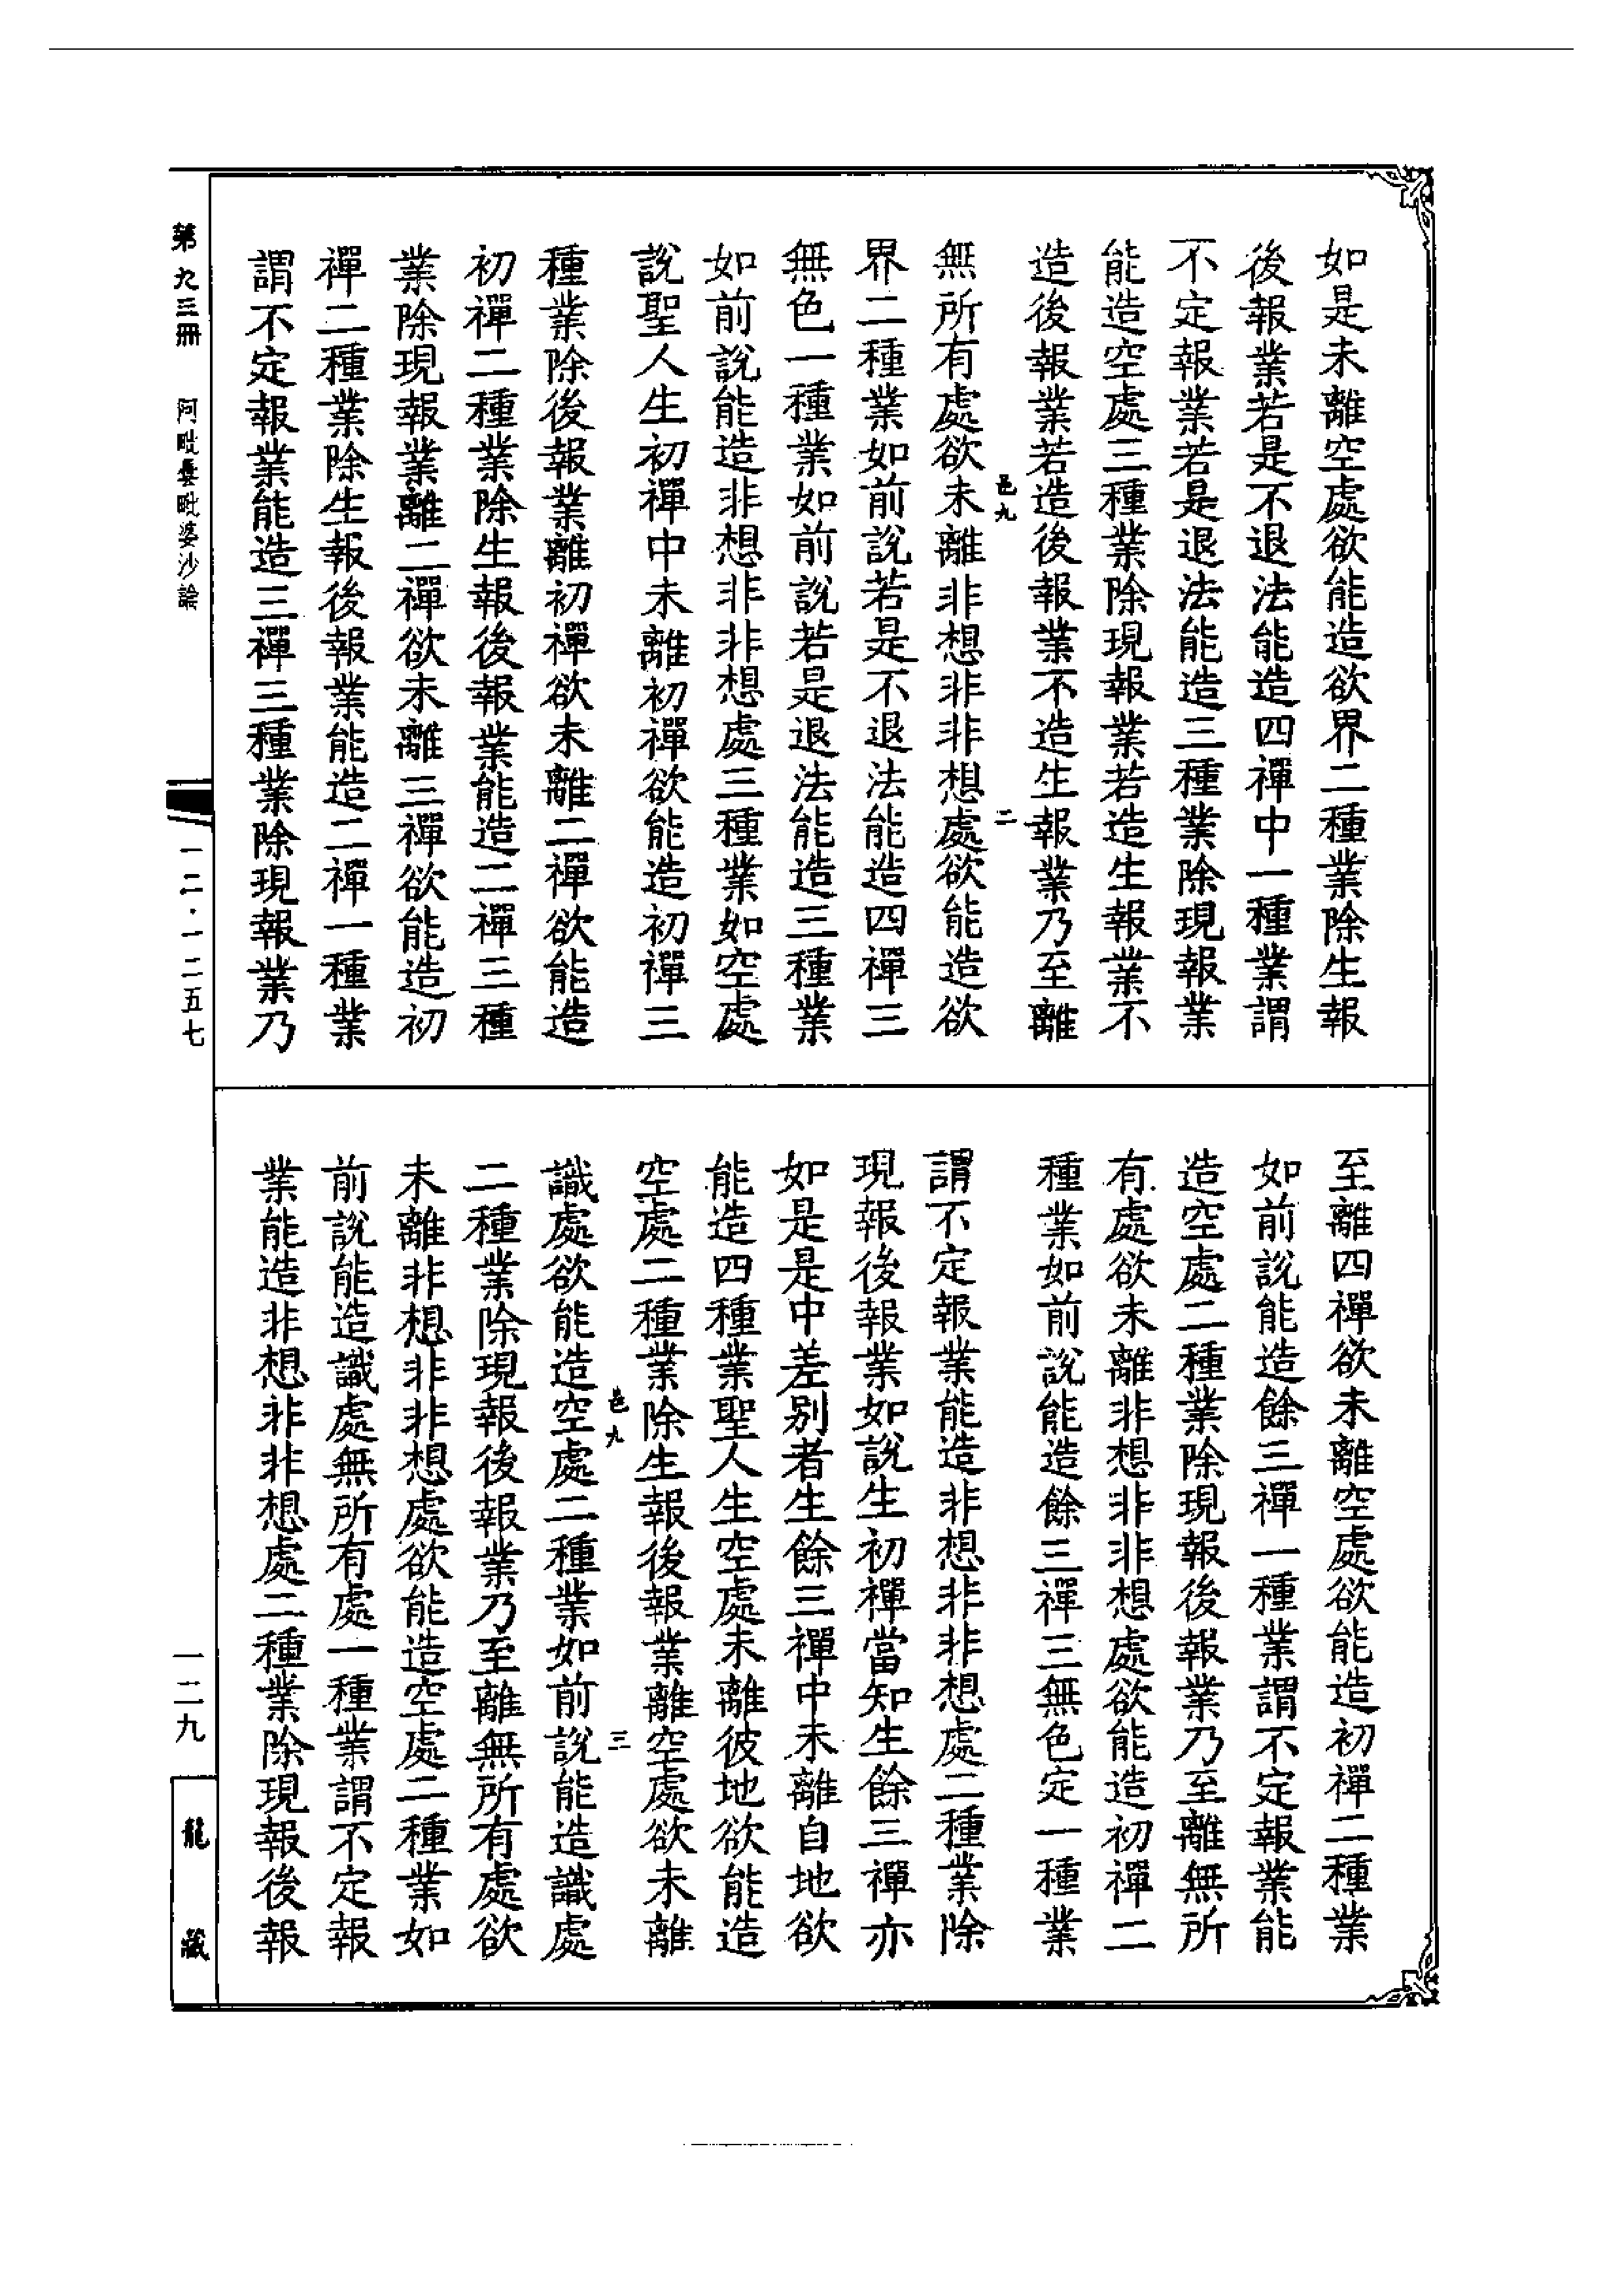 如是未離空處欲能造欲界二種業除生報
後報業若是不退法能造四禪中一種業謂
不定報業若是退法能造三種業除現報業
能造空處三種業除現報業若造生報業不
造後報業若造後報業不造生報業乃至離
邑九
二
無所有處欲未離非想非非想處欲能造欲
界二種業如前說若是不退法能造四禪三
無色一種業如前說若是退法能造三種業
如前說能造非想非非想處三種業如空處
說聖人生初禪中未離初禪欲能造初禪三
種業除後報業離初禪欲未離二禪欲能造
初禪二種業除生報後報業能造二禪三種
業除現報業離二禪欲未離三禪欲能造初
禪二種業除生報後報業能造二禪一種業
謂不定報業能造三禪三種業除現報業乃
至離四禪欲未離空處欲能造初禪二種業
如前說能造餘三禪一種業謂不定報業能
造空處二種業除現報後報業乃至離無所
有處欲未離非想非非想處欲能造初禪二
種業如前說能造餘三禪三無色定一種業
謂不定報業能造非想非非想處二種業除
現報後報業如說生初禪當知生餘三禪亦
如是是中差別者生餘三禪中未離自地欲
能造四種業聖人生空處未離彼地欲能造
空處二種業除生報後報業離空處欲未離
邑九
三
識處欲能造空處二種業如前說能造識處
二種業除現報後報業乃至離無所有處欲
未離非想非非想處欲能造空處二種業如
前說能造識處無所有處一種業謂不定報
業能造非想非非想處二種業除現報後報
第九三冊
阿毗曇毗婆沙論
一二·一二五七
一二九
龍藏